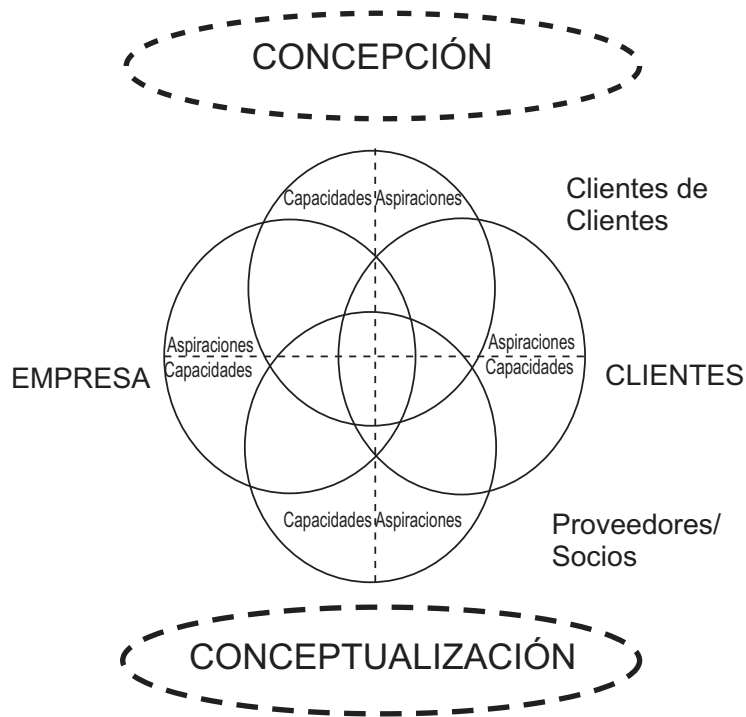 CONCEPCIÓN
Capacidades Aspiraciones
Clientes de
Clientes
Aspiraciones
Capacidades
Aspiraciones
Capacidades
EMPRESA
CLIENTES
Capacidades Aspiraciones
Proveedores/
Socios
CONCEPTUALIZACIÓN